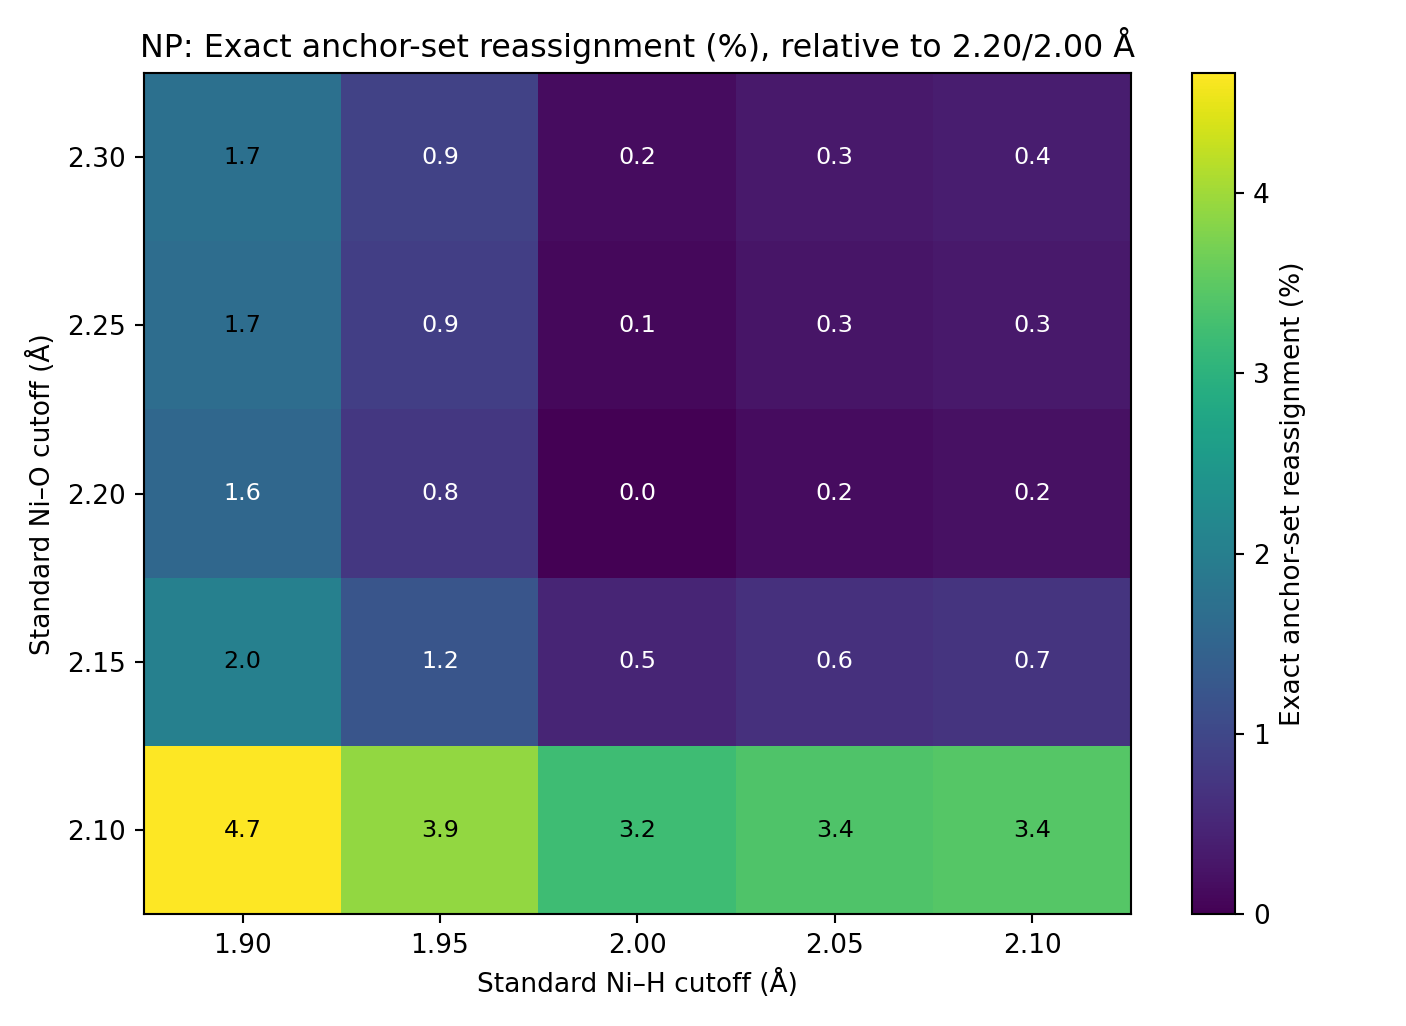 NP: Exact anchor-set reassignment (%), relative to 2.20/2.00 Å
2.30 1.7 0.9 0.2 0.3 0.4
2.25 1.7 0.9 0.1 0.3 0.3
2.20 1.6 0.8 0.0 0.2 0.2
2.15 2.0 1.2 0.5 0.6 0.7
2.10 4.7 3.9 3.2 3.4 3.4
1.90 1.95 2.00 2.05 2.10
Standard Ni–H cutoff (Å)
Standard Ni–O cutoff (Å)
4
3
2
1
0
Exact anchor-set reassignment (%)